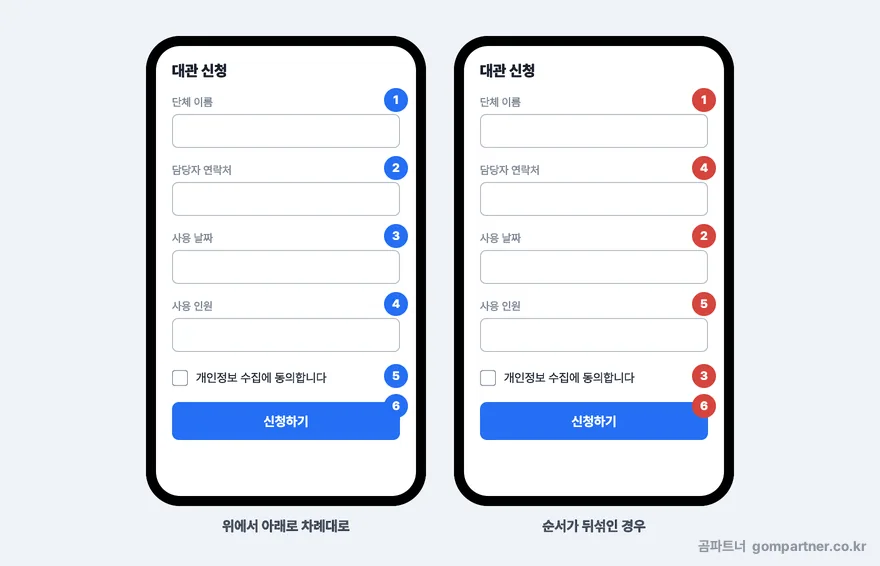 대관 신청
단체 이름
1
담당자 연락처
2
사용 날짜
3
사용 인원
4
개인정보 수집에 동의합니다
5
6
신청하기
위에서 아래로 차례대로
대관 신청
단체 이름
1
담당자 연락처
4
사용 날짜
2
사용 인원
5
개인정보 수집에 동의합니다
3
6
신청하기
순서가 뒤섞인 경우
곰파트너 gompartner.co.kr